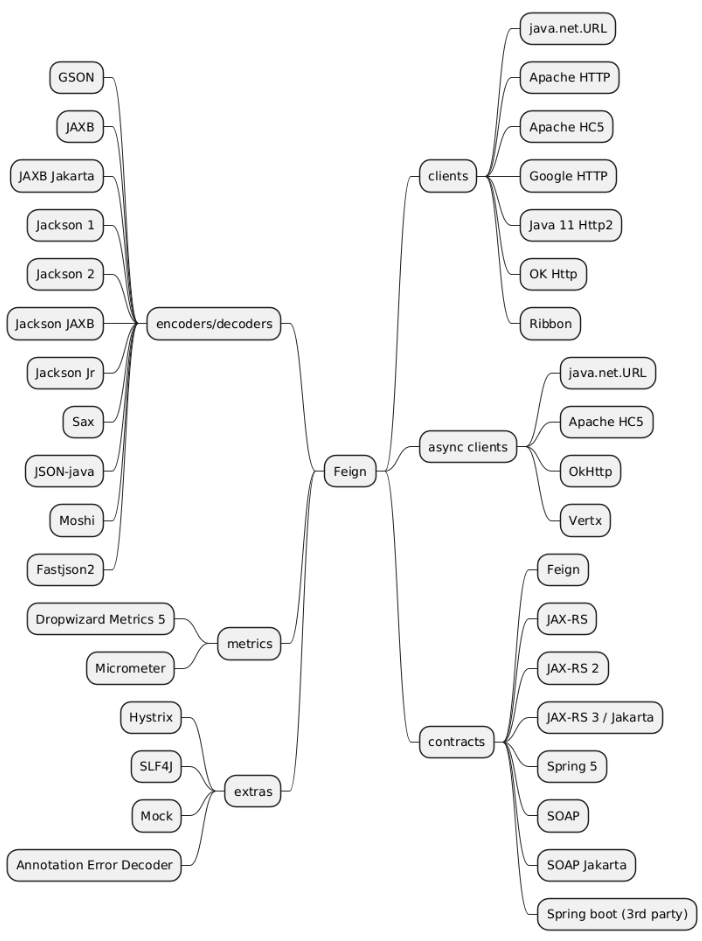 Feign
clients
java.net.URL
Apache HTTP
Apache HC5
Google HTTP
Java 11 Http2
OK Http
Ribbon
async clients
java.net.URL
Apache HC5
OkHttp
Vertx
contracts
Feign
JAX-RS
JAX-RS 2
JAX-RS 3 / Jakarta
Spring 5
SOAP
SOAP Jakarta
Spring boot (3rd party)
encoders/decoders
GSON
JAXB
JAXB Jakarta
Jackson 1
Jackson 2
Jackson JAXB
Jackson Jr
Sax
JSON-java
Moshi
Fastjson2
metrics
Dropwizard Metrics 5
Micrometer
extras
Hystrix
SLF4J
Mock
Annotation Error Decoder